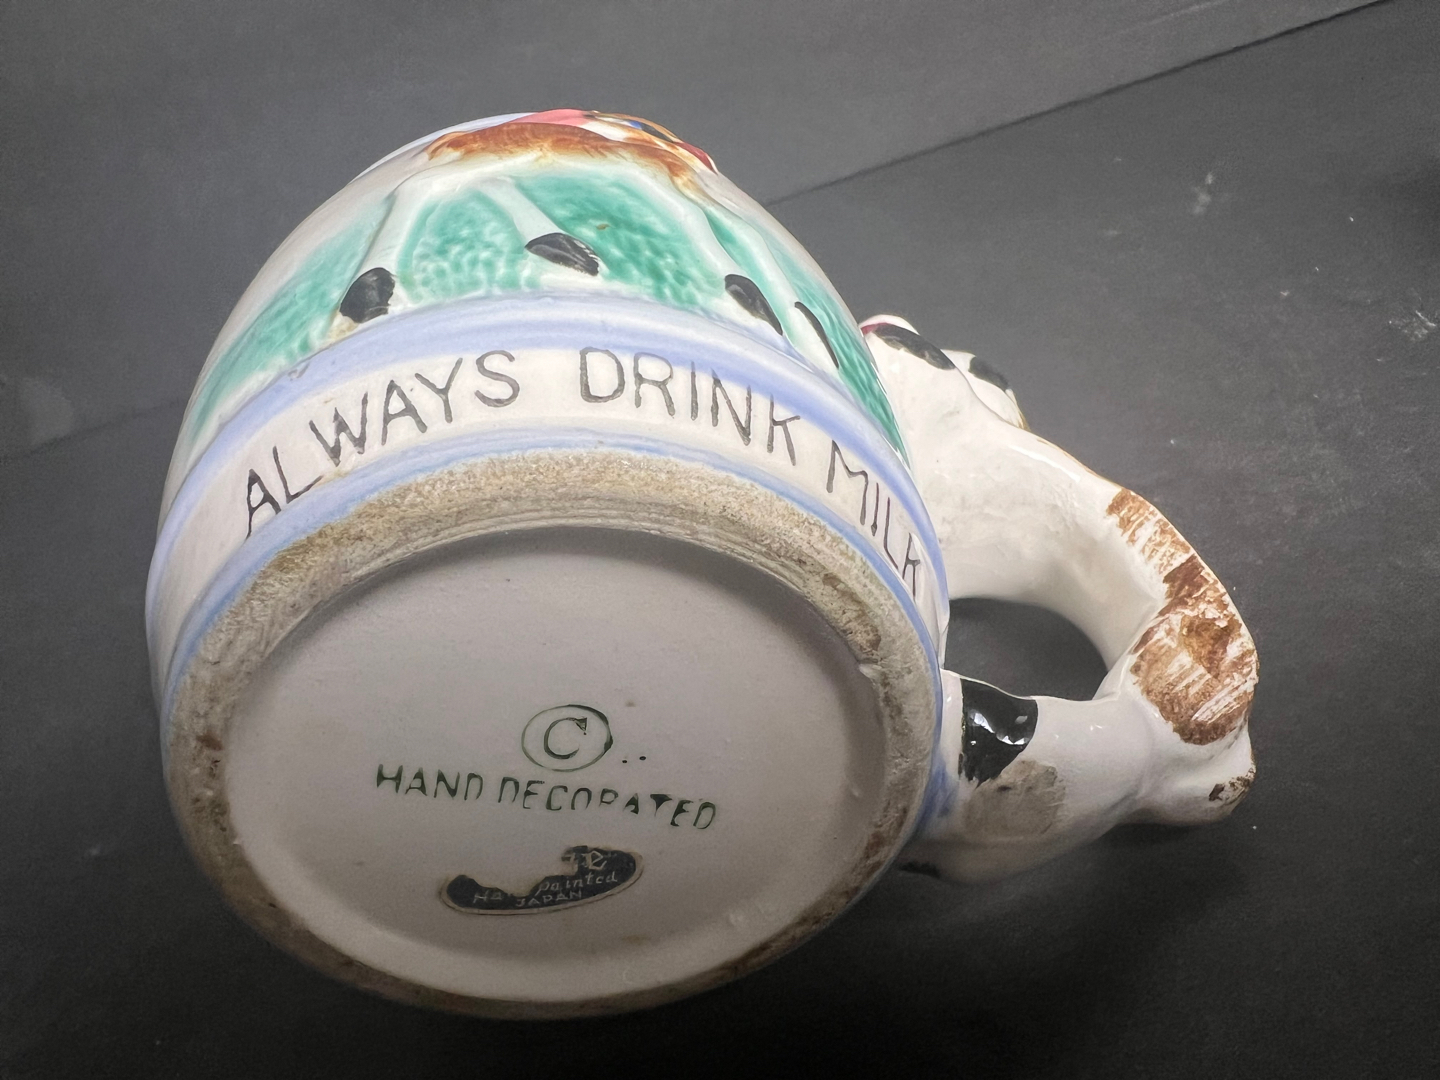 ALWAYS DRINK MILK
©
HAND DECORATED
painted
JAPAN